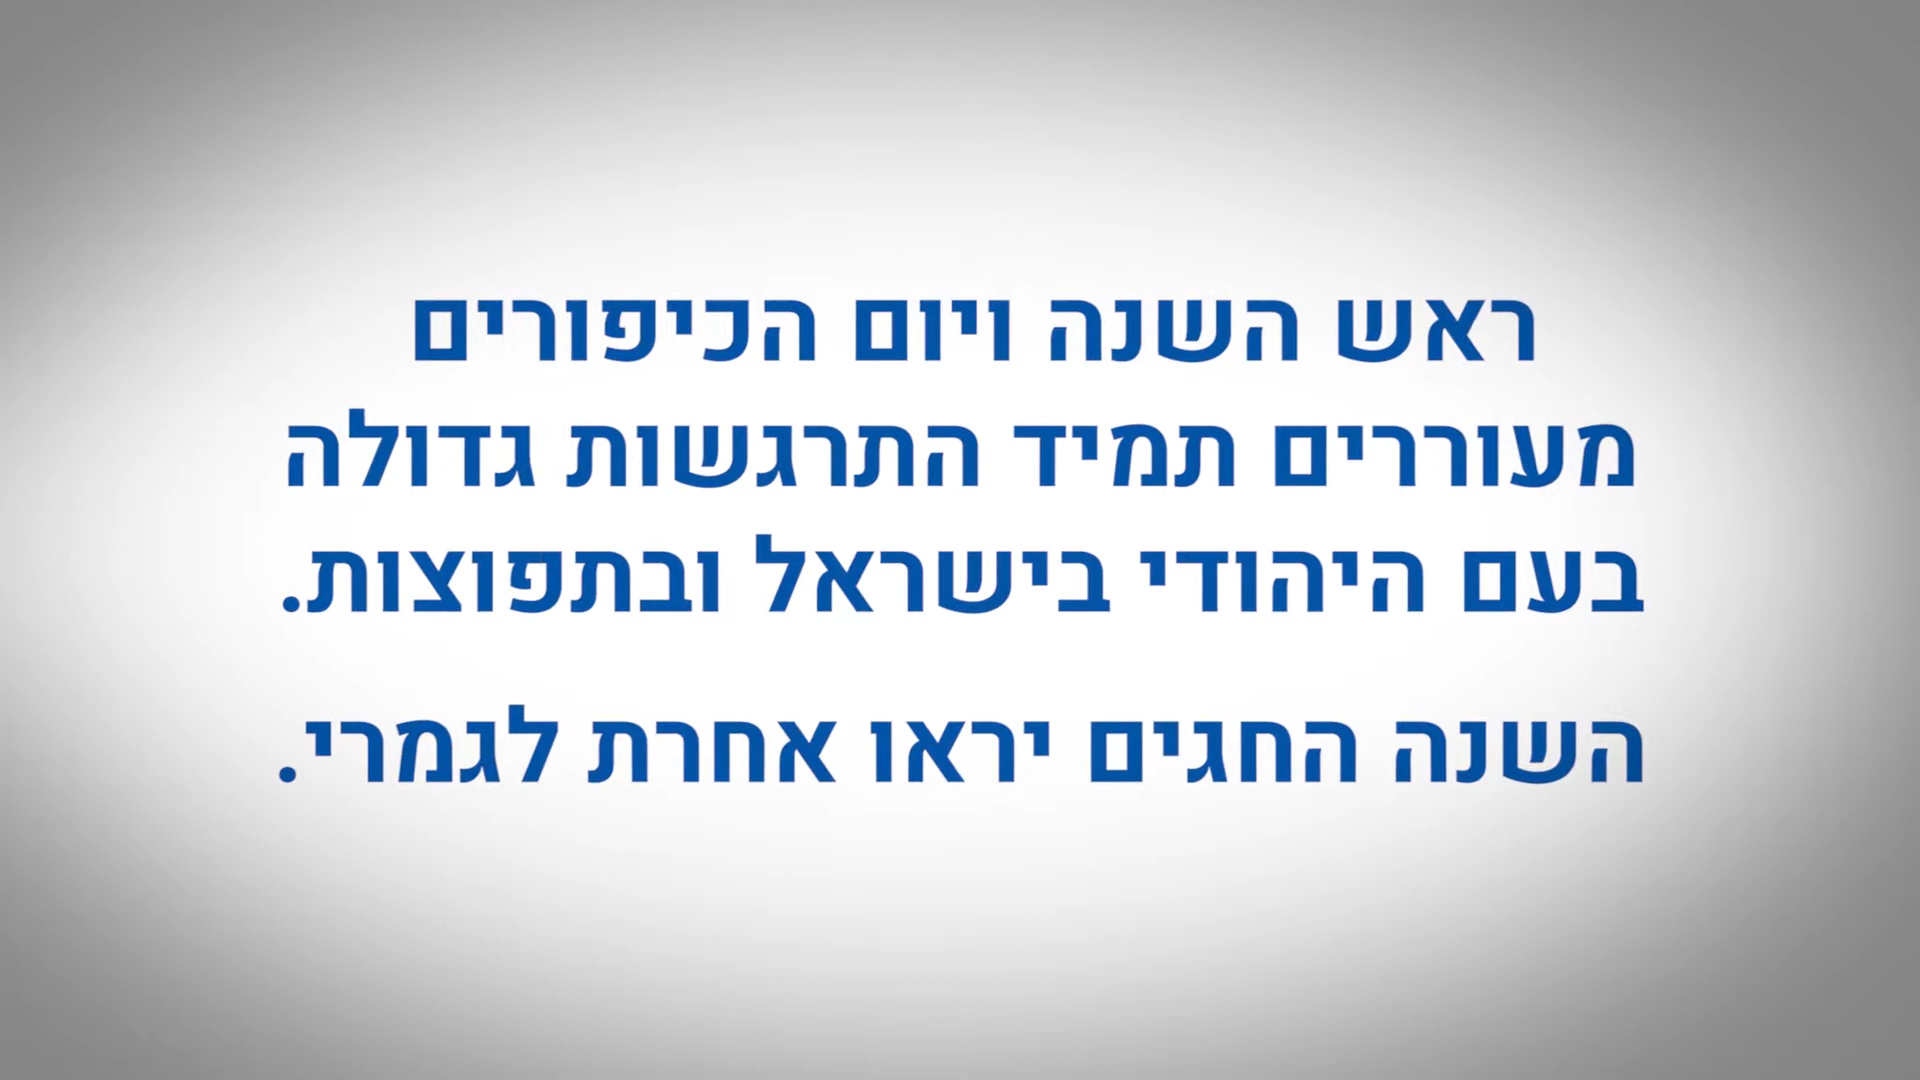 ראש השנה ויום הכיפורים
מעוררים תמיד התרגשות גדולה
בעם היהודי בישראל ובתפוצות.
השנה החגים יראו אחרת לגמרי.